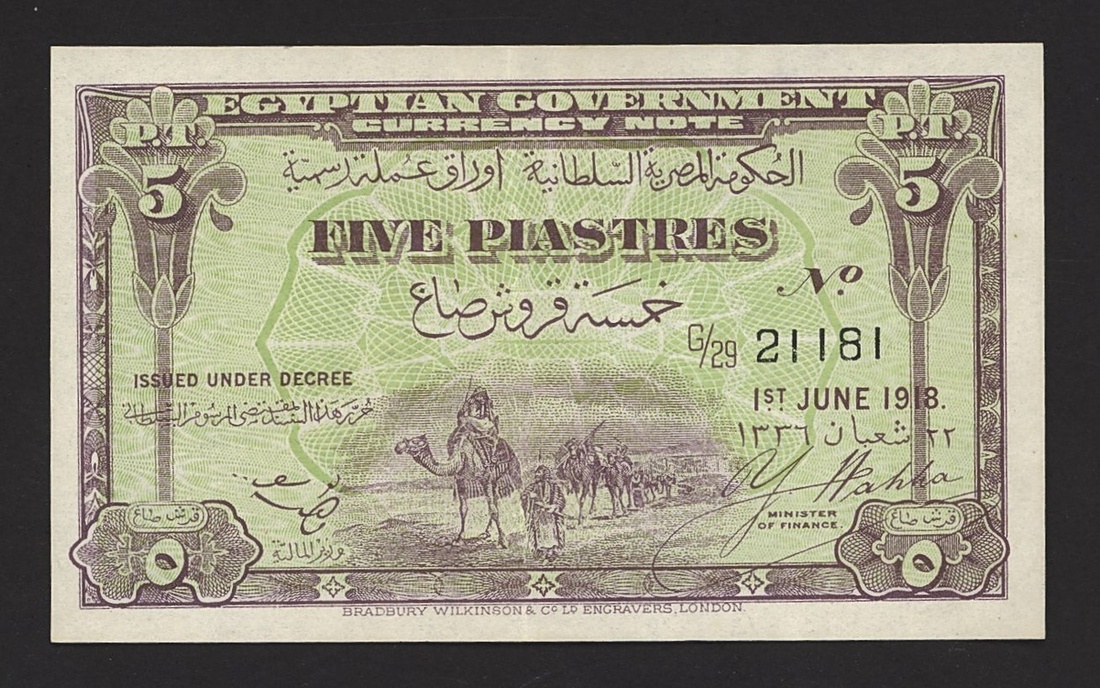 EGYPTIAN GOVERNMENT
CURRENCY NOTE
P.T.
5
P.T.
5
الحكومة المصرية السلطانية أوراق عملة رسمية
FIVE PIASTRES
خمسة قروش صاغ
No.
G/29 21181
ISSUED UNDER DECREE
1ST JUNE 1918.
٢٢ شعبان ١٣٣٦
Y. Wahba
MINISTER
OF FINANCE.
وزير المالية
قرش صاغ
٥
قرش صاغ
٥
BRADBURY WILKINSON & Co. Ld. ENGRAVERS, LONDON.